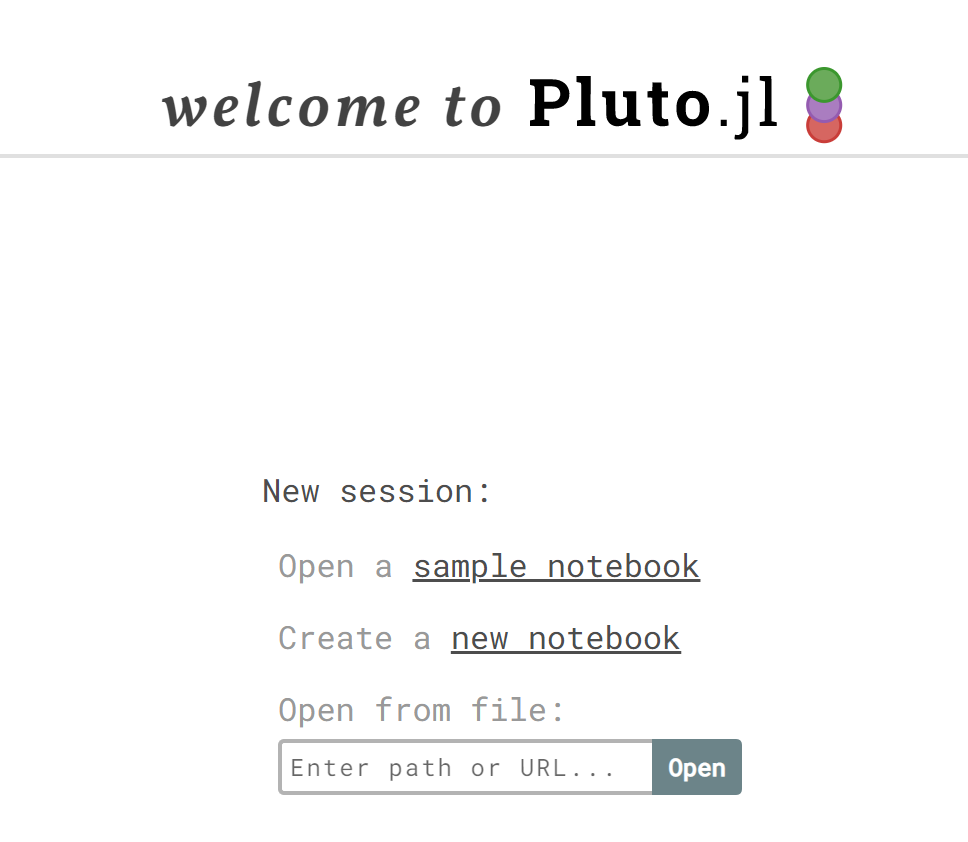 welcome to Pluto.jl
New session:
Open a sample notebook
Create a new notebook
Open from file:
Enter path or URL... Open